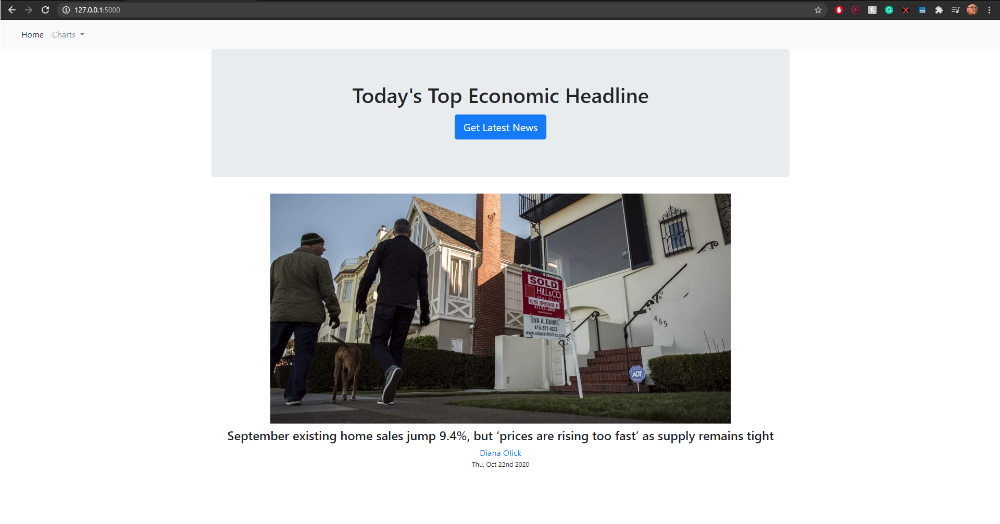 127.0.0.1:5000
Home Charts
Today's Top Economic Headline
Get Latest News
SOLD
HILL&CO.
REAL ESTATE
BUYER REPRESENTED BY
415.921.6000
EVA A. DANIEL
415-321-4238
www.edaniel@hill-co.com
465
ADT
September existing home sales jump 9.4%, but ‘prices are rising too fast’ as supply remains tight
Diana Olick
Thu, Oct 22nd 2020